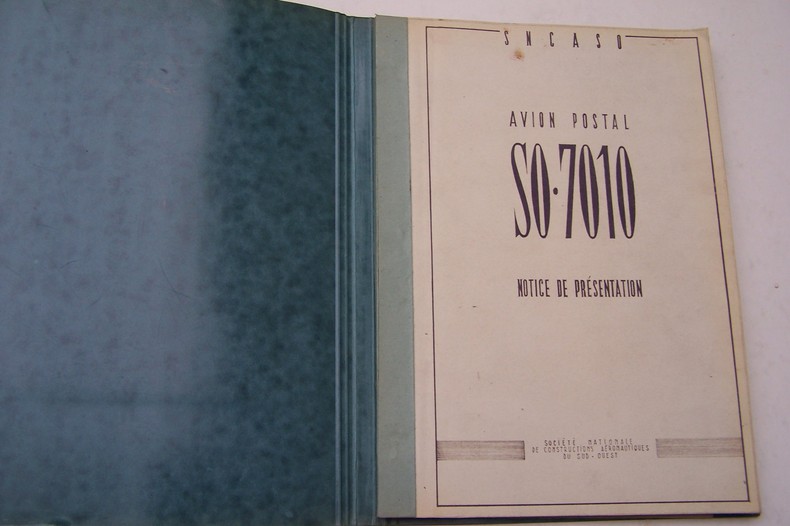 SNCASO
AVION POSTAL
SO·7010
NOTICE DE PRÉSENTATION
SOCIÉTÉ NATIONALE
DE CONSTRUCTIONS AÉRONAUTIQUES
DU SUD-OUEST